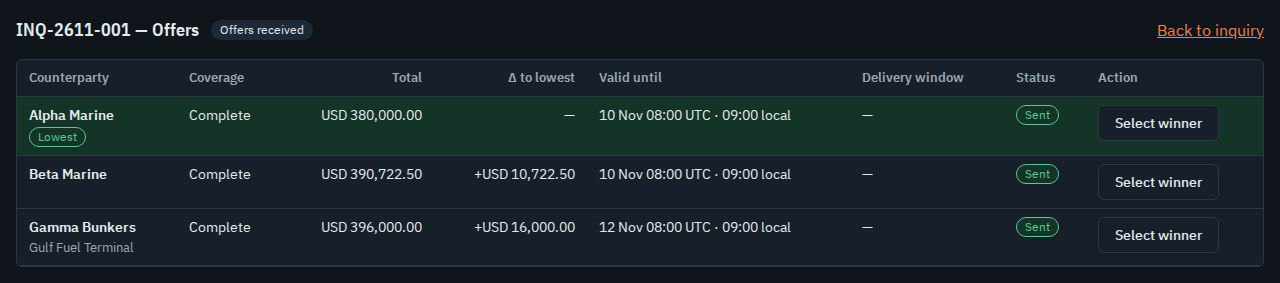 INQ-2611-001 — Offers Offers received Back to inquiry
Counterparty Coverage Total Δ to lowest Valid until Delivery window Status Action
Alpha Marine Complete USD 380,000.00 — 10 Nov 08:00 UTC · 09:00 local — Sent Select winner
Lowest
Beta Marine Complete USD 390,722.50 +USD 10,722.50 10 Nov 08:00 UTC · 09:00 local — Sent Select winner
Gamma Bunkers Complete USD 396,000.00 +USD 16,000.00 12 Nov 08:00 UTC · 09:00 local — Sent Select winner
Gulf Fuel Terminal